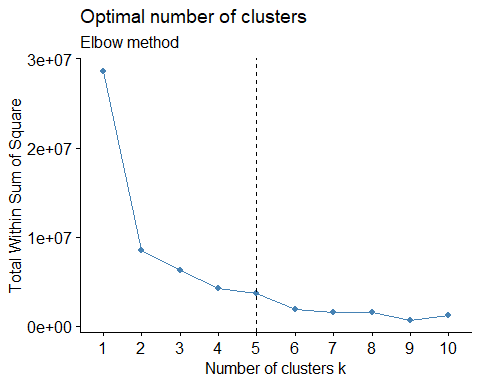 Optimal number of clusters
Elbow method
Total Within Sum of Square
3e+07
2e+07
1e+07
0e+00
1 2 3 4 5 6 7 8 9 10
Number of clusters k